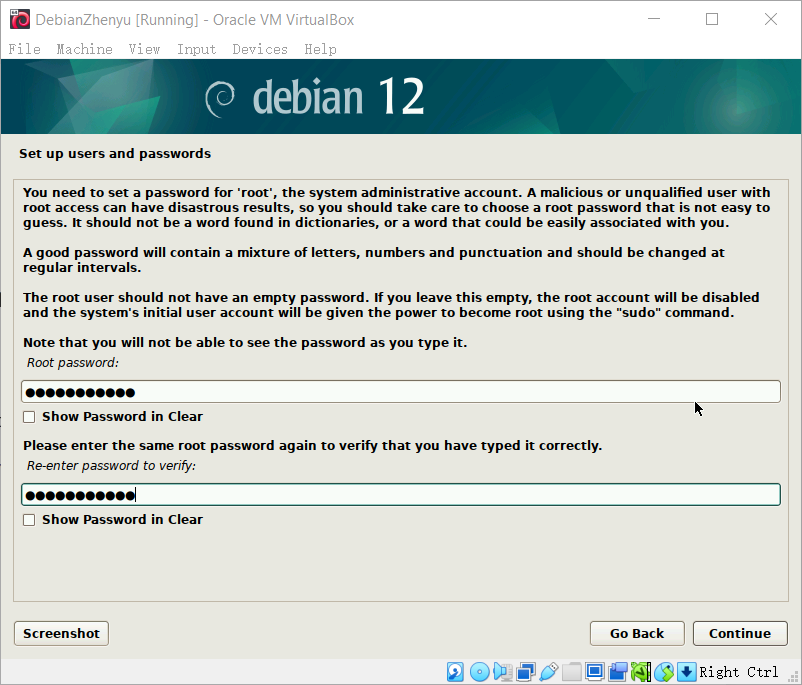 DebianZhenyu [Running] - Oracle VM VirtualBox
File Machine View Input Devices Help
debian 12
Set up users and passwords
You need to set a password for 'root', the system administrative account. A malicious or unqualified user with
root access can have disastrous results, so you should take care to choose a root password that is not easy to
guess. It should not be a word found in dictionaries, or a word that could be easily associated with you.
A good password will contain a mixture of letters, numbers and punctuation and should be changed at
regular intervals.
The root user should not have an empty password. If you leave this empty, the root account will be disabled
and the system's initial user account will be given the power to become root using the "sudo" command.
Note that you will not be able to see the password as you type it.
Root password:
●●●●●●●●●●●
Show Password in Clear
Please enter the same root password again to verify that you have typed it correctly.
Re-enter password to verify:
●●●●●●●●●●●
Show Password in Clear
Screenshot Go Back Continue
Right Ctrl